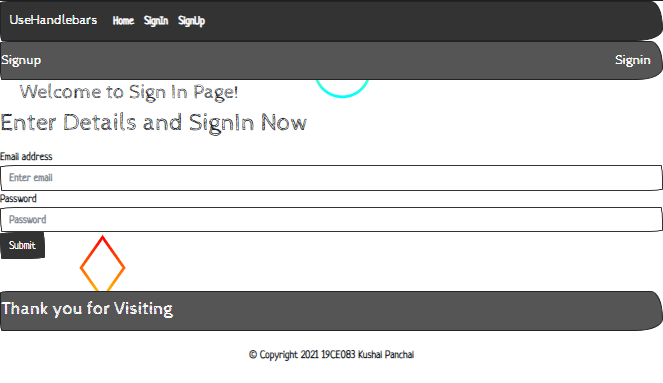 UseHandlebars Home SignIn SignUp
Signup Signin
Welcome to Sign In Page!
Enter Details and SignIn Now
Email address
Enter email
Password
Password
Submit
Thank you for Visiting
© Copyright 2021 19CE083 Kushal Panchal